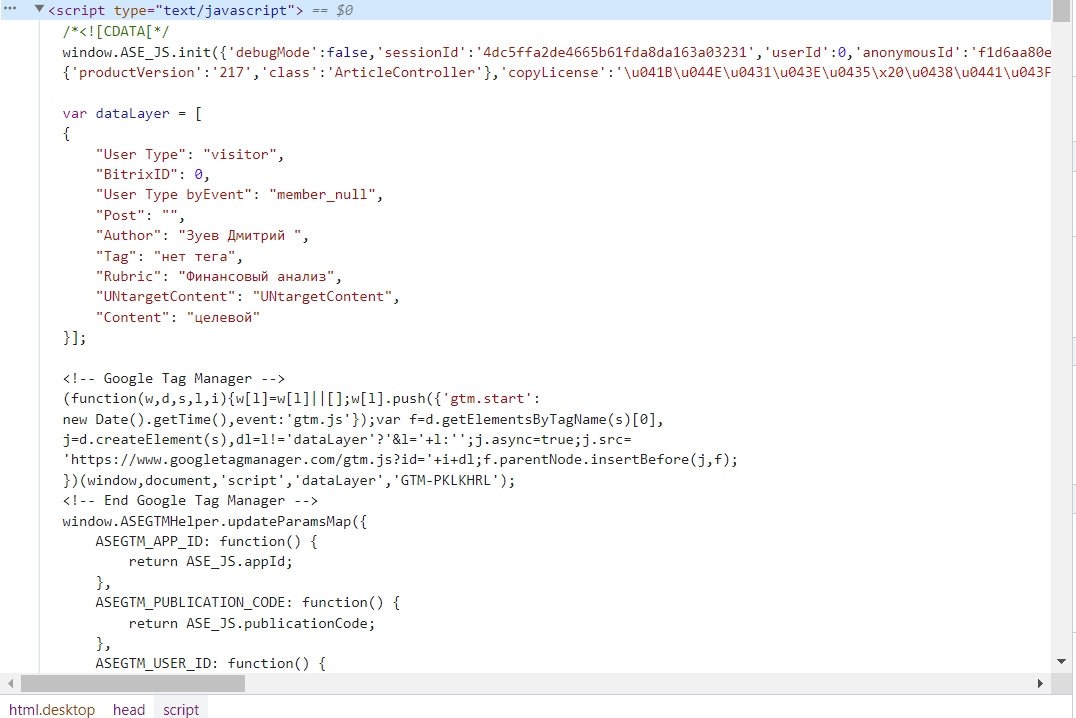 ••• ▼<script type="text/javascript"> == $0
/*<![CDATA[*/
window.ASE_JS.init({'debugMode':false,'sessionId':'4dc5ffa2de4665b61fda8da163a03231','userId':0,'anonymousId':'f1d6aa80e
{'productVersion':'217','class':'ArticleController'},'copyLicense':'\u041B\u044E\u0431\u043E\u0435\x20\u0438\u0441\u043F
var dataLayer = [
{
"User Type": "visitor",
"BitrixID": 0,
"User Type byEvent": "member_null",
"Post": "",
"Author": "Зуев Дмитрий ",
"Tag": "нет тега",
"Rubric": "Финансовый анализ",
"UNtargetContent": "UNtargetContent",
"Content": "целевой"
}];
<!-- Google Tag Manager -->
(function(w,d,s,l,i){w[l]=w[l]||[];w[l].push({'gtm.start':
new Date().getTime(),event:'gtm.js'});var f=d.getElementsByTagName(s)[0],
j=d.createElement(s),dl=l!='dataLayer'?'&l='+l:'';j.async=true;j.src=
'https://www.googletagmanager.com/gtm.js?id='+i+dl;f.parentNode.insertBefore(j,f);
})(window,document,'script','dataLayer','GTM-PKLKHRL');
<!-- End Google Tag Manager -->
window.ASEGTMHelper.updateParamsMap({
ASEGTM_APP_ID: function() {
return ASE_JS.appId;
},
ASEGTM_PUBLICATION_CODE: function() {
return ASE_JS.publicationCode;
},
ASEGTM_USER_ID: function() {
html.desktop head script